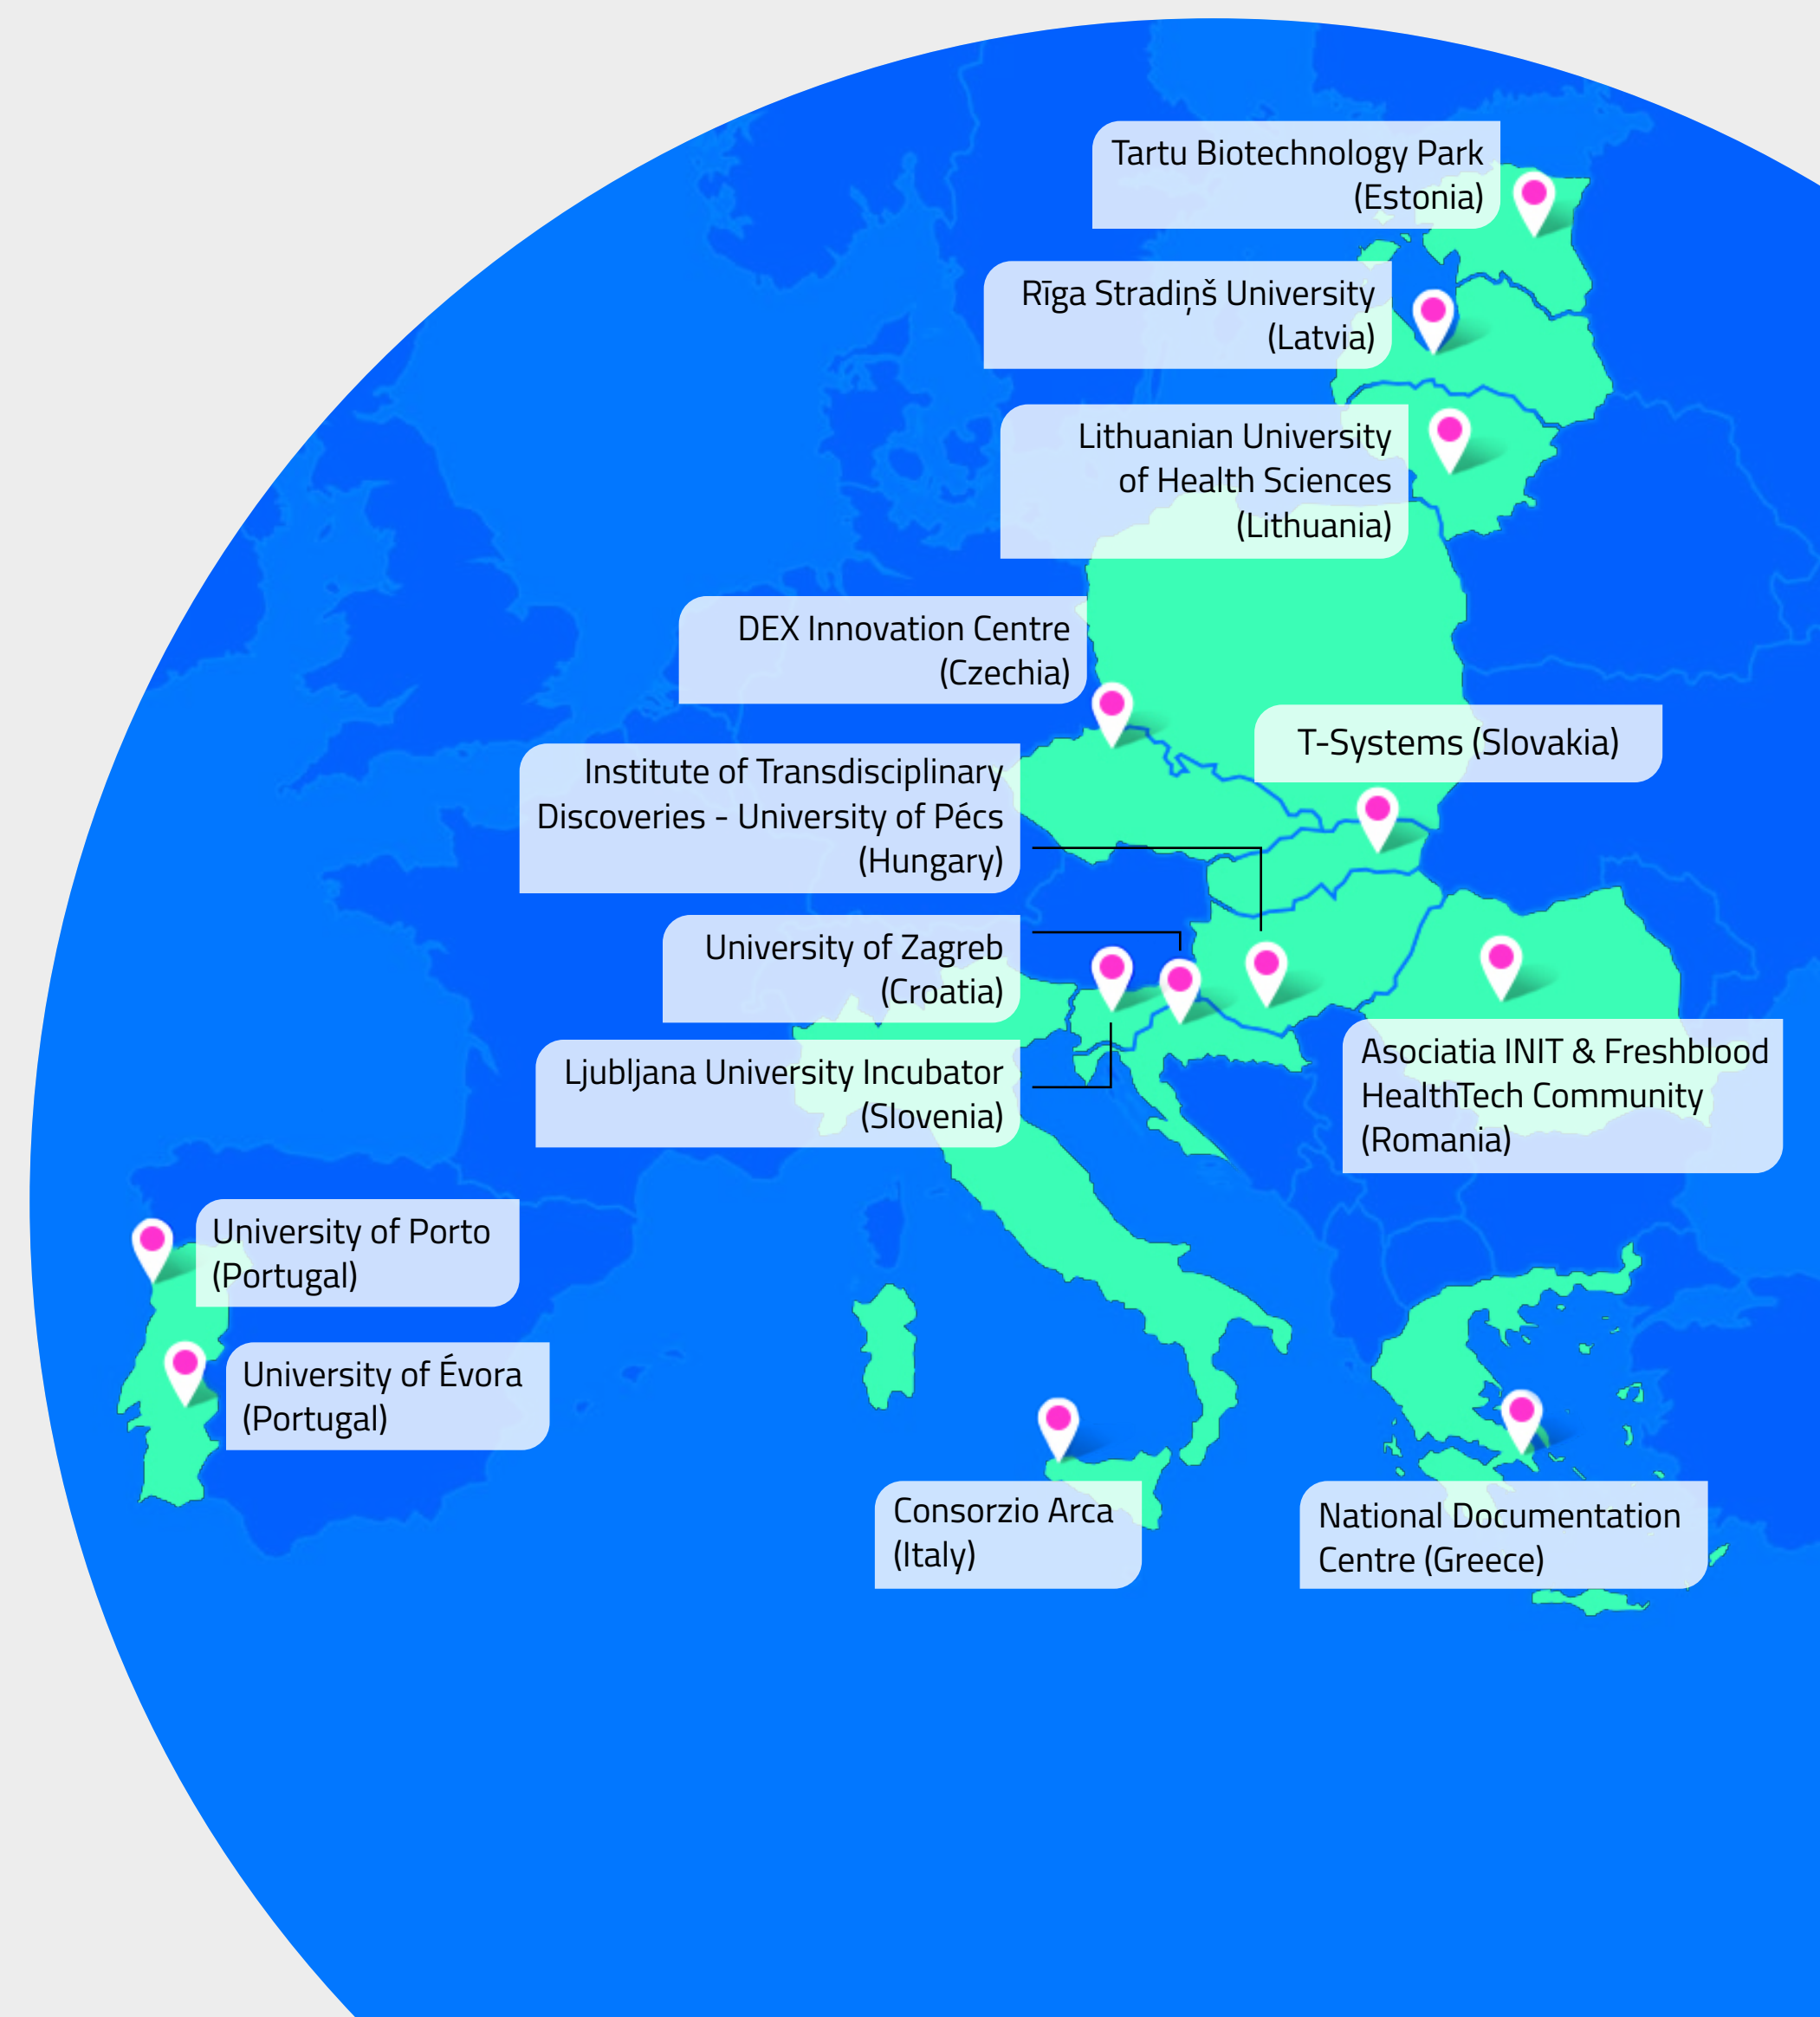 Tartu Biotechnology Park
(Estonia)
Rīga Stradiņš University
(Latvia)
Lithuanian University
of Health Sciences
(Lithuania)
DEX Innovation Centre
(Czechia)
T-Systems (Slovakia)
Institute of Transdisciplinary
Discoveries - University of Pécs
(Hungary)
University of Zagreb
(Croatia)
Ljubljana University Incubator
(Slovenia)
Asociatia INIT & Freshblood
HealthTech Community
(Romania)
University of Porto
(Portugal)
University of Évora
(Portugal)
Consorzio Arca
(Italy)
National Documentation
Centre (Greece)